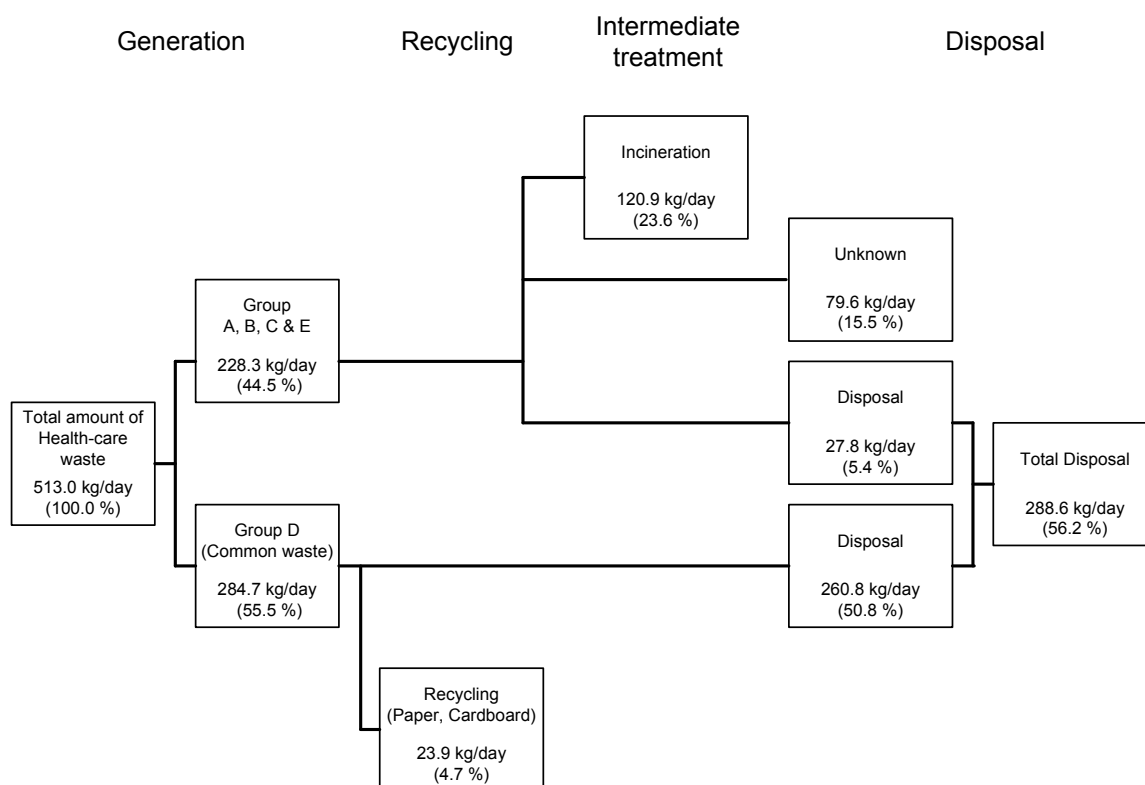 Generation
Recycling
Intermediate
treatment
Disposal
Incineration
120.9 kg/day
(23.6 %)
Unknown
79.6 kg/day
(15.5 %)
Group
A, B, C & E
228.3 kg/day
(44.5 %)
Disposal
27.8 kg/day
(5.4 %)
Total amount of
Health-care
waste
513.0 kg/day
(100.0 %)
Total Disposal
288.6 kg/day
(56.2 %)
Group D
(Common waste)
284.7 kg/day
(55.5 %)
Disposal
260.8 kg/day
(50.8 %)
Recycling
(Paper, Cardboard)
23.9 kg/day
(4.7 %)